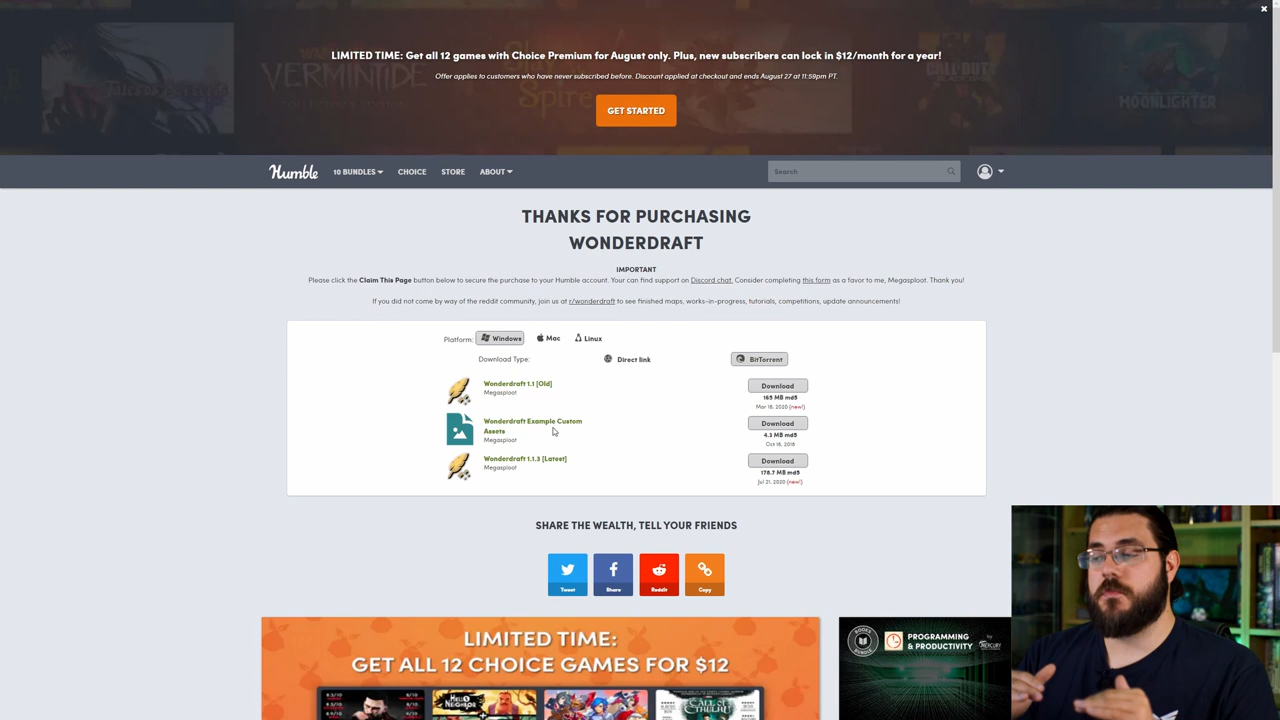 LIMITED TIME: Get all 12 games with Choice Premium for August only. Plus, new subscribers can lock in $12/month for a year!
Offer applies to customers who have never subscribed before. Discount applied at checkout and ends August 27 at 11:59pm PT.
VERMINTIDE
MOONLIGHTER
GET STARTED
Humble
10 BUNDLES
CHOICE
STORE
ABOUT
Search
THANKS FOR PURCHASING
WONDERDRAFT
IMPORTANT
Please click the Claim This Page button below to secure the purchase to your Humble account. Your can find support on Discord chat. Consider completing this form as a favor to me, Megasploot. Thank you!
If you did not come by way of the reddit community, join us at r/wonderdraft to see finished maps, works-in-progress, tutorials, competitions, update announcements!
Platform: Windows Mac Linux
Download Type: Direct link BitTorrent
Wonderdraft 1.1 [Old]
Megasploot
Download
165 MB md5
Mar 18, 2020 (new!)
Wonderdraft Example Custom
Assets
Megasploot
Download
4.3 MB md5
Oct 16, 2018
Wonderdraft 1.1.3 [Latest]
Megasploot
Download
178.7 MB md5
Jul 21, 2020 (new!)
SHARE THE WEALTH, TELL YOUR FRIENDS
Tweet
Share
Reddit
Copy
LIMITED TIME:
GET ALL 12 CHOICE GAMES FOR $12
HELLO
NEIGHBOR
PROGRAMMING
& PRODUCTIVITY
by
MERCURY